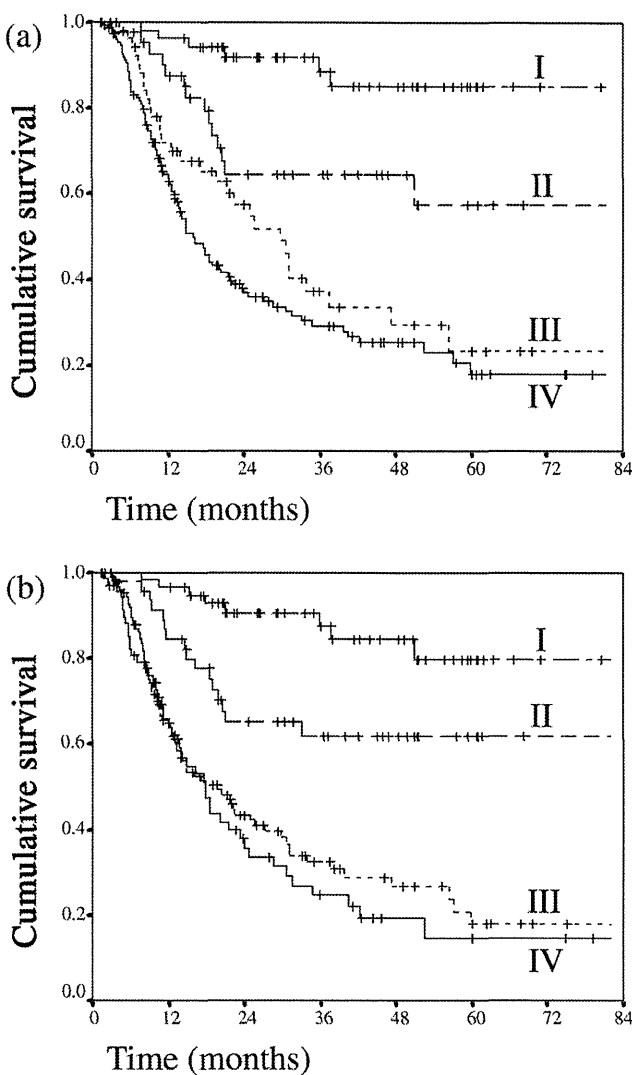 (a)
Cumulative survival
1.0
0.8
0.6
0.4
0.2
0.0
I
II
III
IV
0 12 24 36 48 60 72 84
Time (months)
(b)
Cumulative survival
1.0
0.8
0.6
0.4
0.2
0.0
I
II
III
IV
0 12 24 36 48 60 72 84
Time (months)